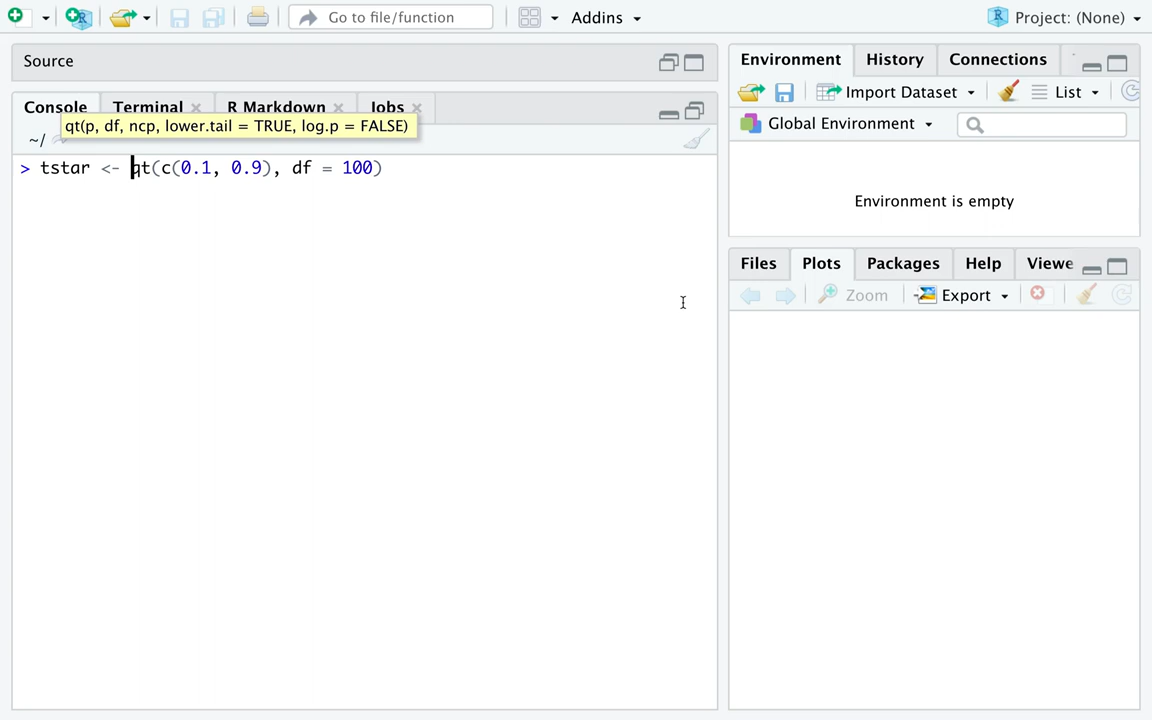 Go to file/function
Addins
Project: (None)
Source
Environment
History
Connections
Import Dataset
List
Global Environment
Environment is empty
Console
Terminal
R Markdown
Jobs
qt(p, df, ncp, lower.tail = TRUE, log.p = FALSE)
~/
> tstar <- qt(c(0.1, 0.9), df = 100)
Files
Plots
Packages
Help
Viewe
Zoom
Export